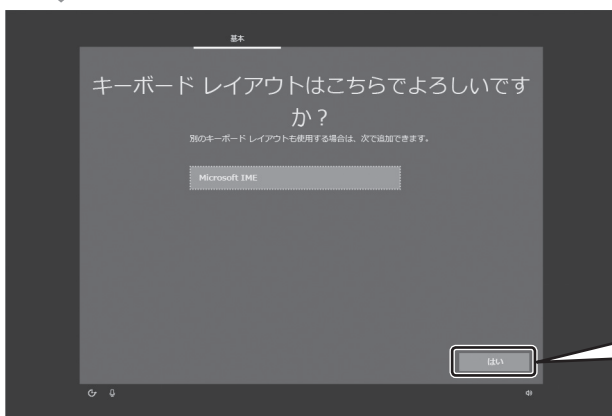 基本
キーボード レイアウトはこちらでよろしいです
か？
別のキーボード レイアウトも使用する場合は、次で追加できます。
Microsoft IME
はい